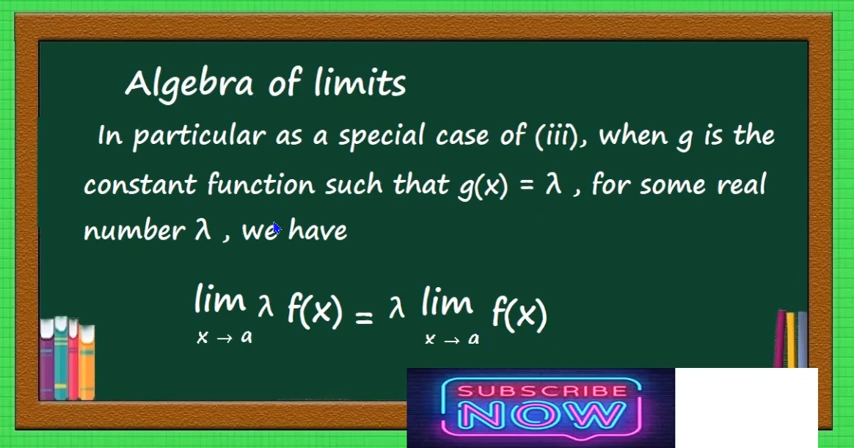 Algebra of limits
In particular as a special case of (iii), when g is the
constant function such that g(x) = λ , for some real
number λ , we have
lim λ f(x) = λ lim f(x)
x → a x → a
SUBSCRIBE
NOW